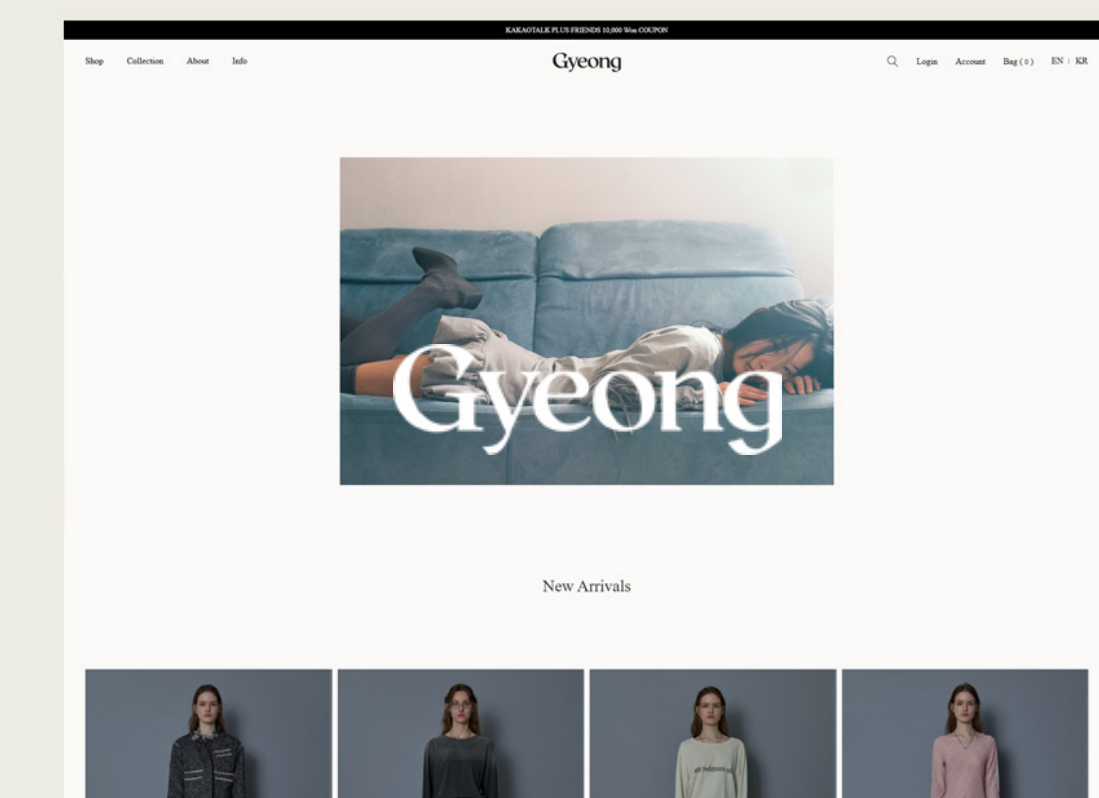 KAKAOTALK PLUS FRIENDS 10,000 Won COUPON
Shop Collection About Info Gyeong Login Account Bag ( 0 ) EN | KR
Gyeong
New Arrivals